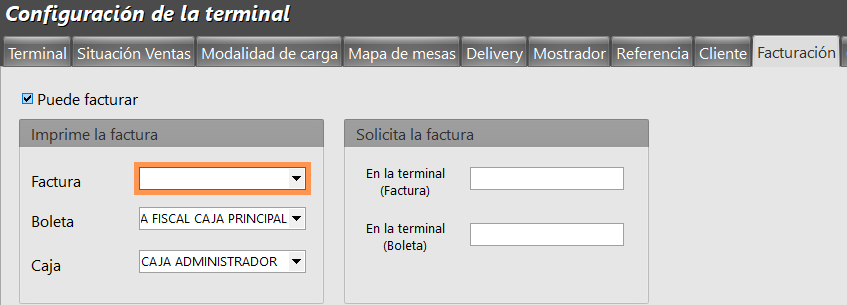 Configuración de la terminal
Terminal Situación Ventas Modalidad de carga Mapa de mesas Delivery Mostrador Referencia Cliente Facturación
Puede facturar
Imprime la factura
Factura
Boleta A FISCAL CAJA PRINCIPAL
Caja CAJA ADMINISTRADOR
Solicita la factura
En la terminal
(Factura)
En la terminal
(Boleta)